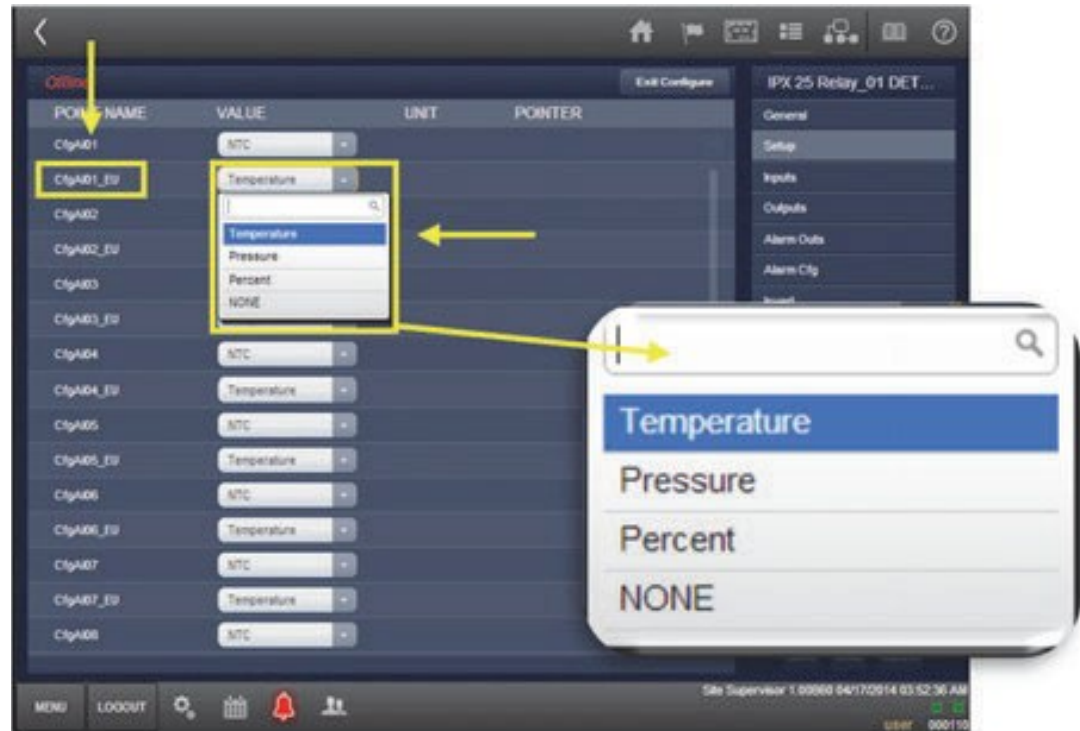 Offline
Exit Configure
IPX 25 Relay_01 DET...
POINT NAME VALUE UNIT POINTER
General
CfgAI01 NTC
Setup
CfgAI01_EU Temperature
Inputs
CfgAI02
Outputs
Temperature
CfgAI02_EU
Alarm Outs
Pressure
CfgAI03
Percent
Alarm Cfg
NONE
CfgAI03_EU
CfgAI04 NTC
CfgAI04_EU Temperature
CfgAI05 NTC
CfgAI05_EU Temperature
CfgAI06 NTC
CfgAI06_EU Temperature
CfgAI07 NTC
CfgAI07_EU Temperature
CfgAI08 NTC
Temperature
Pressure
Percent
NONE
MENU LOGOUT
Site Supervisor 1.00B60 04/17/2014 03:52:36 AM
user 000110